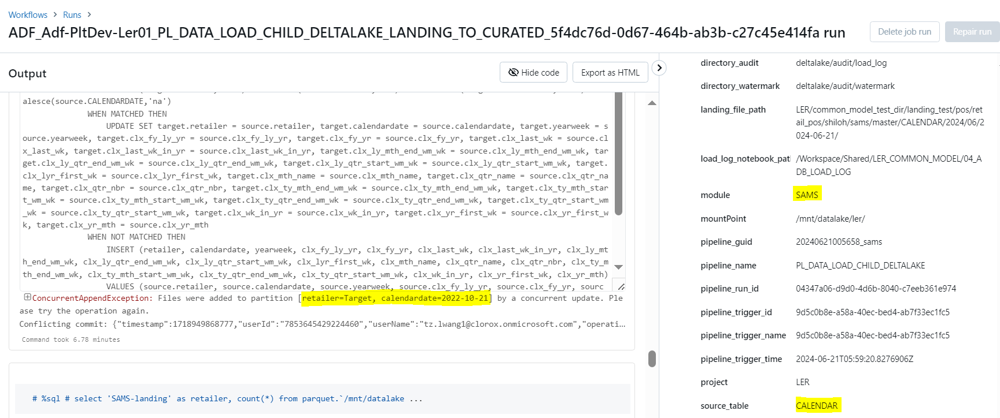 Workflows > Runs >
ADF_Adf-PltDev-Ler01_PL_DATA_LOAD_CHILD_DELTALAKE_LANDING_TO_CURATED_5f4dc76d-0d67-464b-ab3b-c27c45e414fa run
Delete job run
Repair run
Output
Hide code
Export as HTML
alesce(source.CALENDARDATE,'na')
WHEN MATCHED THEN
UPDATE SET target.retailer = source.retailer, target.calendardate = source.calendardate, target.yearweek = s
ource.yearweek, target.clx_fy_ly_yr = source.clx_fy_ly_yr, target.clx_fy_yr = source.clx_fy_yr, target.clx_last_wk = source.cl
x_last_wk, target.clx_last_wk_in_yr = source.clx_last_wk_in_yr, target.clx_ly_mth_end_wm_wk = source.clx_ly_mth_end_wm_wk, tar
get.clx_ly_qtr_end_wm_wk = source.clx_ly_qtr_end_wm_wk, target.clx_ly_qtr_start_wm_wk = source.clx_ly_qtr_start_wm_wk, target.
clx_lyr_first_wk = source.clx_lyr_first_wk, target.clx_mth_name = source.clx_mth_name, target.clx_qtr_name = source.clx_qtr_na
me, target.clx_qtr_nbr = source.clx_qtr_nbr, target.clx_ty_mth_end_wm_wk = source.clx_ty_mth_end_wm_wk, target.clx_ty_mth_star
t_wm_wk = source.clx_ty_mth_start_wm_wk, target.clx_ty_qtr_end_wm_wk = source.clx_ty_qtr_end_wm_wk, target.clx_ty_qtr_start_wm
_wk = source.clx_ty_qtr_start_wm_wk, target.clx_wk_in_yr = source.clx_wk_in_yr, target.clx_yr_first_wk = source.clx_yr_first_w
k, target.clx_yr_mth = source.clx_yr_mth
WHEN NOT MATCHED THEN
INSERT (retailer, calendardate, yearweek, clx_fy_ly_yr, clx_fy_yr, clx_last_wk, clx_last_wk_in_yr, clx_ly_mt
h_end_wm_wk, clx_ly_qtr_end_wm_wk, clx_ly_qtr_start_wm_wk, clx_lyr_first_wk, clx_mth_name, clx_qtr_name, clx_qtr_nbr, clx_ty_m
th_end_wm_wk, clx_ty_mth_start_wm_wk, clx_ty_qtr_end_wm_wk, clx_ty_qtr_start_wm_wk, clx_wk_in_yr, clx_yr_first_wk, clx_yr_mth)
VALUES (source.retailer, source.calendardate, source.yearweek, source.clx_fy_ly_yr, source.clx_fy_yr, sourc
ConcurrentAppendException: Files were added to partition [retailer=Target, calendardate=2022-10-21] by a concurrent update. Ple
ase try the operation again.
Conflicting commit: {"timestamp":1718949868777,"userId":"7853645429224460","userName":"tz.lwang1@clorox.onmicrosoft.com","operati...
Command took 6.78 minutes
# %sql # select 'SAMS-landing' as retailer, count(*) from parquet.`/mnt/datalake ...
directory_audit deltalake/audit/load_log
directory_watermark deltalake/audit/watermark
landing_file_path LER/common_model_test_dir/landing_test/pos/ret
ail_pos/shiloh/sams/master/CALENDAR/2024/06/2
024-06-21/
load_log_notebook_path /Workspace/Shared/LER_COMMON_MODEL/04_A
DB_LOAD_LOG
module SAMS
mountPoint /mnt/datalake/ler/
pipeline_guid 20240621005658_sams
pipeline_name PL_DATA_LOAD_CHILD_DELTALAKE
pipeline_run_id 04347a06-d9d0-4d6b-8040-c7eeb361e974
pipeline_trigger_id 9d5c0b8e-a58a-40ec-bed4-ab7f33ec1fc5
pipeline_trigger_name 9d5c0b8e-a58a-40ec-bed4-ab7f33ec1fc5
pipeline_trigger_time 2024-06-21T05:59:20.8276906Z
project LER
source_table CALENDAR